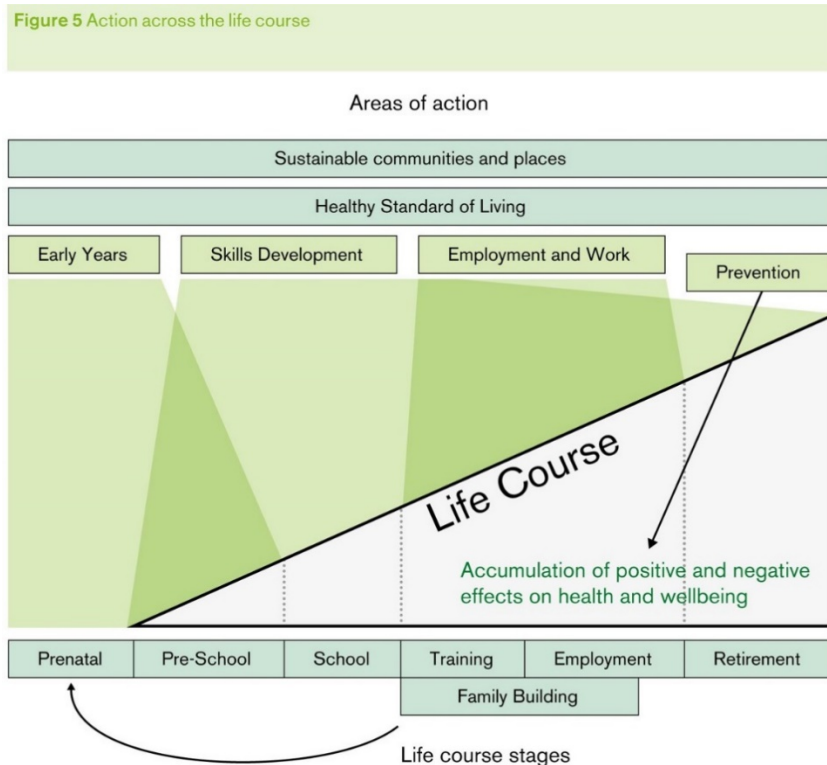 Figure 5 Action across the life course
Areas of action
Sustainable communities and places
Healthy Standard of Living
Early Years
Skills Development
Employment and Work
Prevention
Life Course
Accumulation of positive and negative
effects on health and wellbeing
Prenatal
Pre-School
School
Training
Employment
Retirement
Family Building
Life course stages